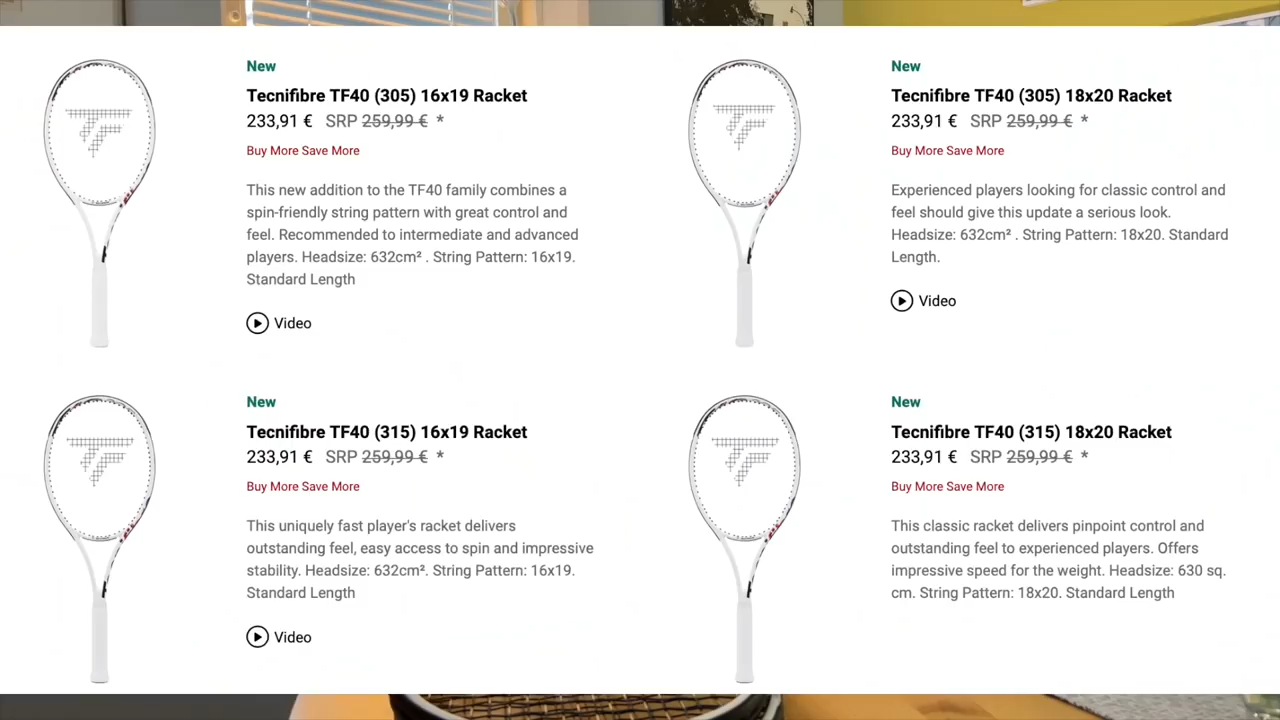 New
Tecnifibre TF40 (305) 16x19 Racket
233,91 € SRP 259,99 € *
Buy More Save More
This new addition to the TF40 family combines a
spin-friendly string pattern with great control and
feel. Recommended to intermediate and advanced
players. Headsize: 632cm² . String Pattern: 16x19.
Standard Length
Video
New
Tecnifibre TF40 (305) 18x20 Racket
233,91 € SRP 259,99 € *
Buy More Save More
Experienced players looking for classic control and
feel should give this update a serious look.
Headsize: 632cm² . String Pattern: 18x20. Standard
Length.
Video
New
Tecnifibre TF40 (315) 16x19 Racket
233,91 € SRP 259,99 € *
Buy More Save More
This uniquely fast player's racket delivers
outstanding feel, easy access to spin and impressive
stability. Headsize: 632cm². String Pattern: 16x19.
Standard Length
Video
New
Tecnifibre TF40 (315) 18x20 Racket
233,91 € SRP 259,99 € *
Buy More Save More
This classic racket delivers pinpoint control and
outstanding feel to experienced players. Offers
impressive speed for the weight. Headsize: 630 sq.
cm. String Pattern: 18x20. Standard Length